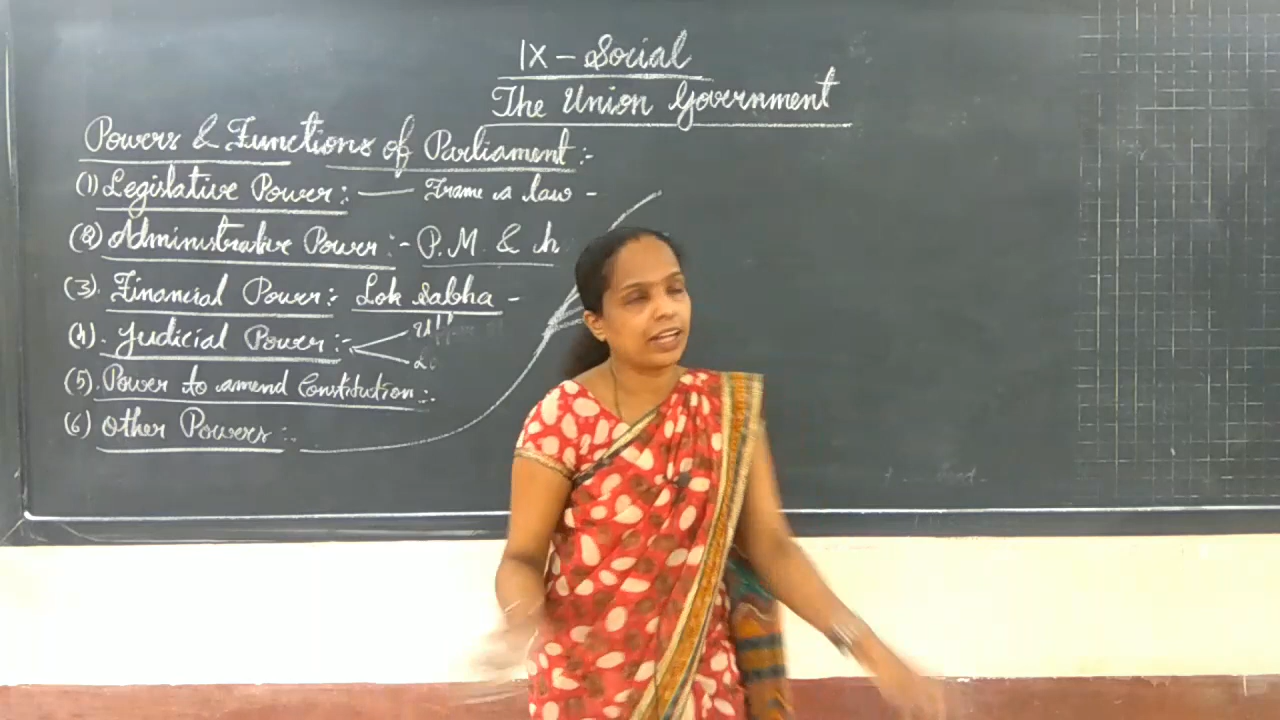 IX - Social
The Union Government
Powers & Functions of Parliament :-
(1) Legislative Power : — Frame a law -
(2) Administrative Power :- P.M. &
(3). Financial Power :- Lok Sabha -
(4). Judicial Power :-
(5). Power to amend Constitution :.
(6) Other Powers :-